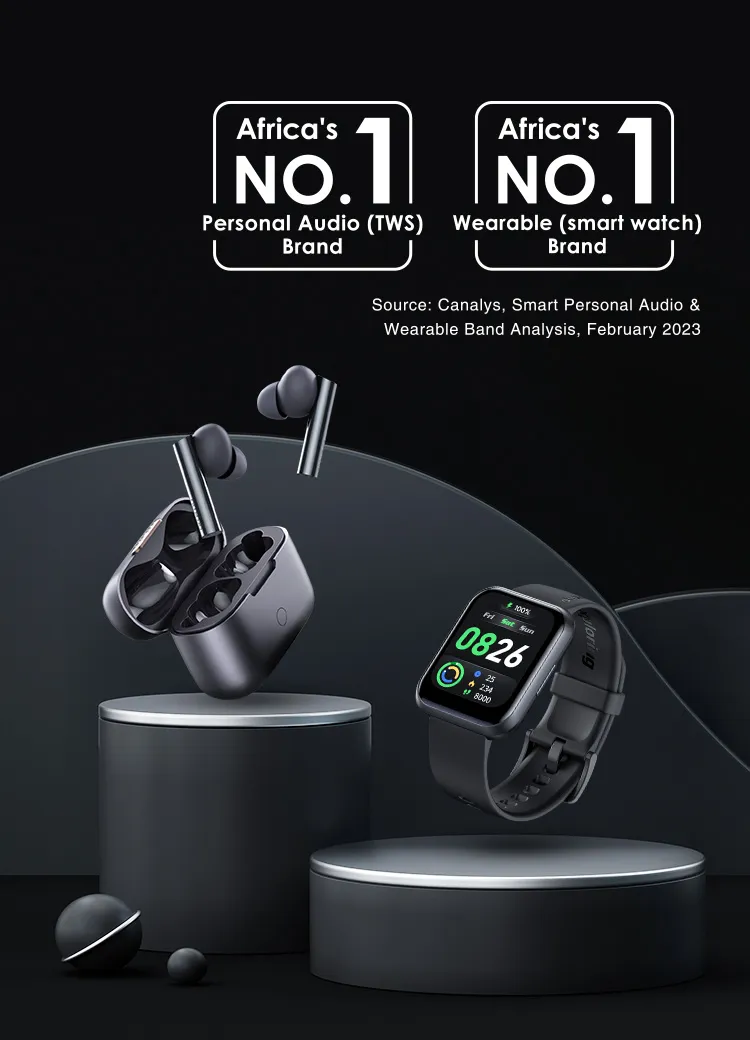 Africa's
NO.1
Personal Audio (TWS)
Brand
Africa's
NO.1
Wearable (smart watch)
Brand
Source: Canalys, Smart Personal Audio &
Wearable Band Analysis, February 2023
100%
Fri Sat Sun
0826
25
234
8000